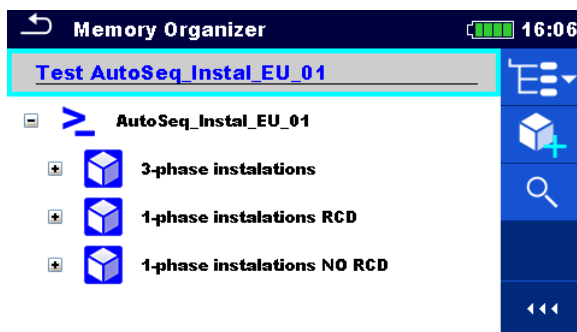 Memory Organizer
16:06
Test AutoSeq_Instal_EU_01
AutoSeq_Instal_EU_01
3-phase instalations
1-phase instalations RCD
1-phase instalations NO RCD